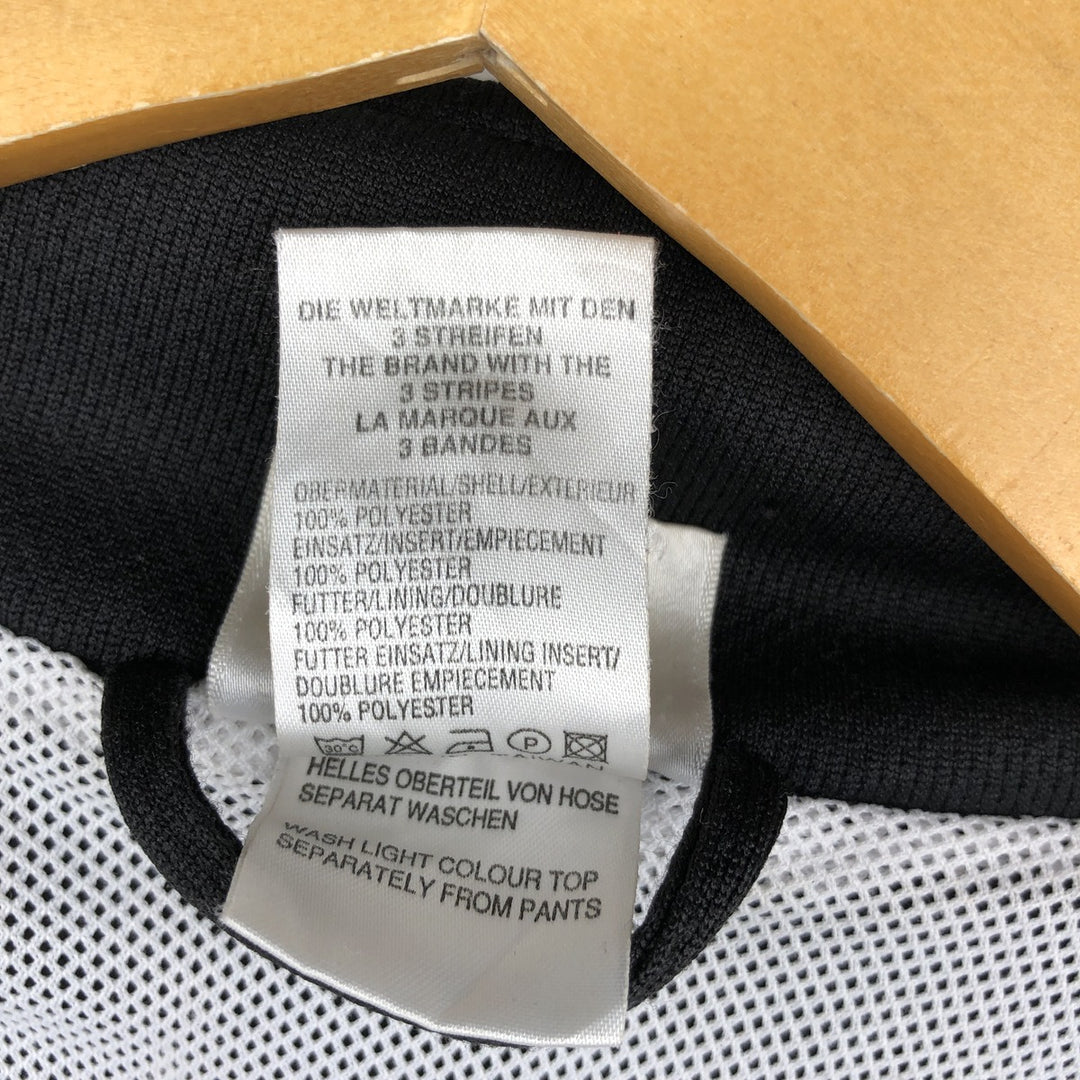 DIE WELTMARKE MIT DEN
3 STREIFEN
THE BRAND WITH THE
3 STRIPES
LA MARQUE AUX
3 BANDES
OBERMATERIAL/SHELL/EXTERIEUR
100% POLYESTER
EINSATZ/INSERT/EMPIECEMENT
100% POLYESTER
FUTTER/LINING/DOUBLURE
100% POLYESTER
FUTTER EINSATZ/LINING INSERT/
DOUBLURE EMPIECEMENT
100% POLYESTER
30°C P
HELLES OBERTEIL VON HOSE
SEPARAT WASCHEN
WASH LIGHT COLOUR TOP
SEPARATELY FROM PANTS